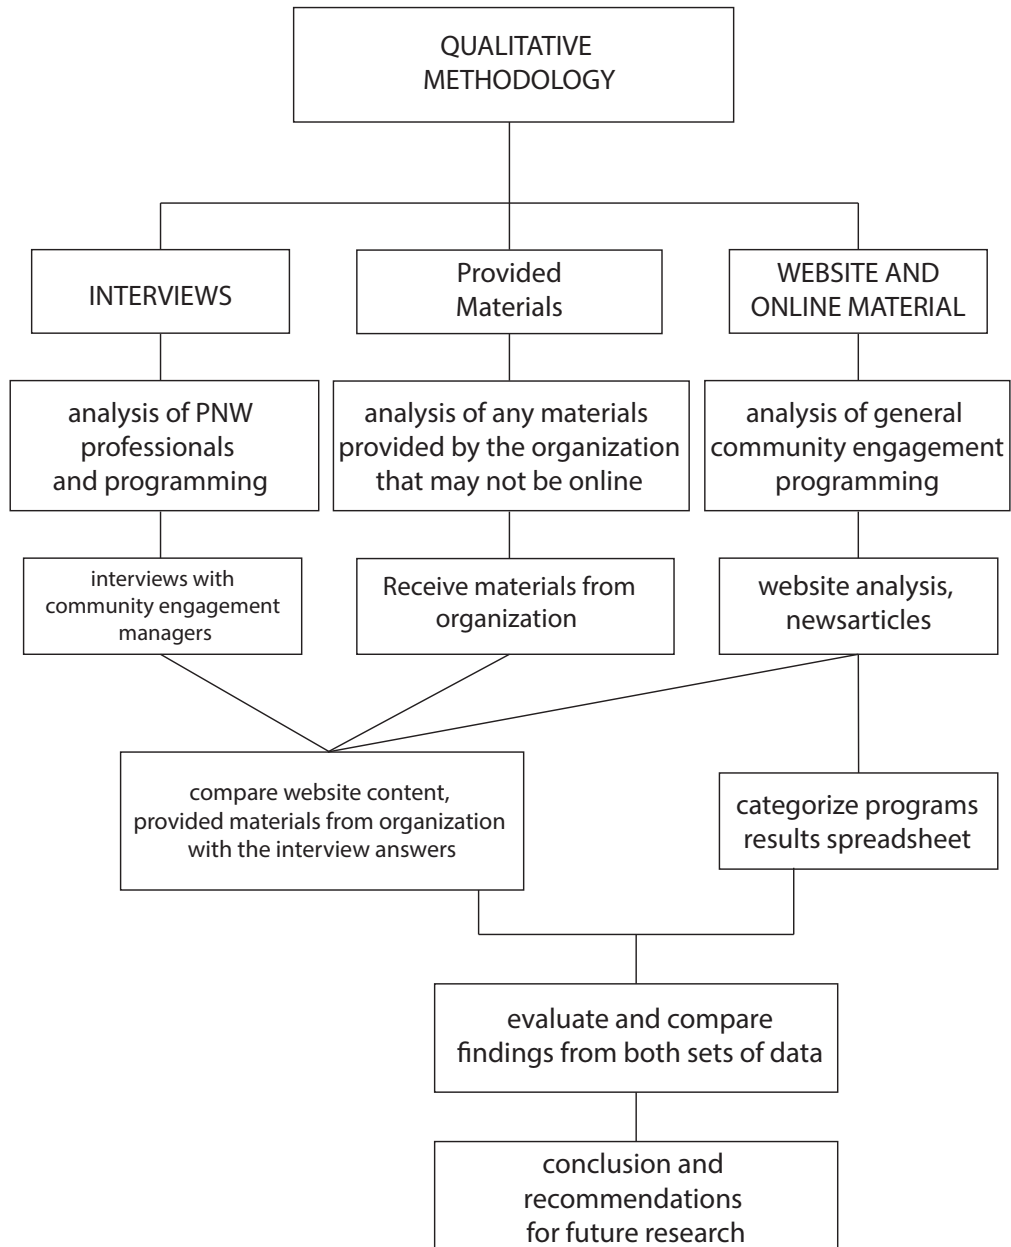 QUALITATIVE
METHODOLOGY
INTERVIEWS
Provided
Materials
WEBSITE AND
ONLINE MATERIAL
analysis of PNW
professionals
and programming
analysis of any materials
provided by the organization
that may not be online
analysis of general
community engagement
programming
interviews with
community engagement
managers
Receive materials from
organization
website analysis,
newsarticles
compare website content,
provided materials from organization
with the interview answers
categorize programs
results spreadsheet
evaluate and compare
findings from both sets of data
conclusion and
recommendations
for future research